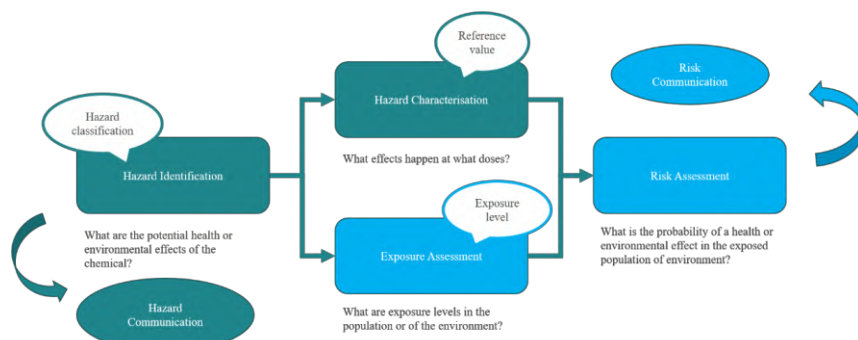 Hazard
classification
Hazard Identification
What are the potential health or
environmental effects of the
chemical?
Hazard
Communication
Reference
value
Hazard Characterisation
What effects happen at what doses?
Exposure
level
Exposure Assessment
What are exposure levels in the
population or of the environment?
Risk
Communication
Risk Assessment
What is the probability of a health or
environmental effect in the exposed
population of environment?